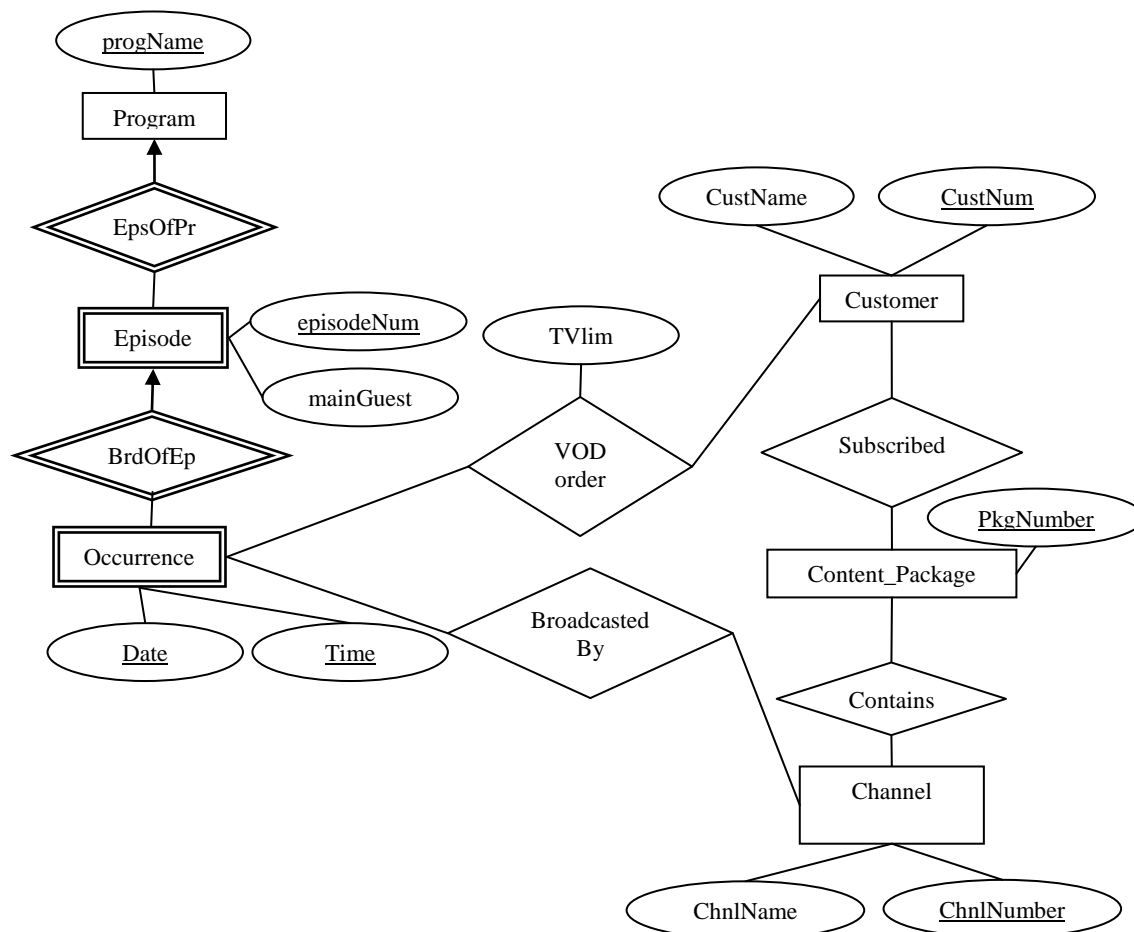 progName
Program
EpsOfPr
Episode
episodeNum
mainGuest
BrdOfEp
Occurrence
Date
Time
TVlim
VOD
order
Broadcasted
By
CustName
CustNum
Customer
Subscribed
PkgNumber
Content_Package
Contains
Channel
ChnlName
ChnlNumber